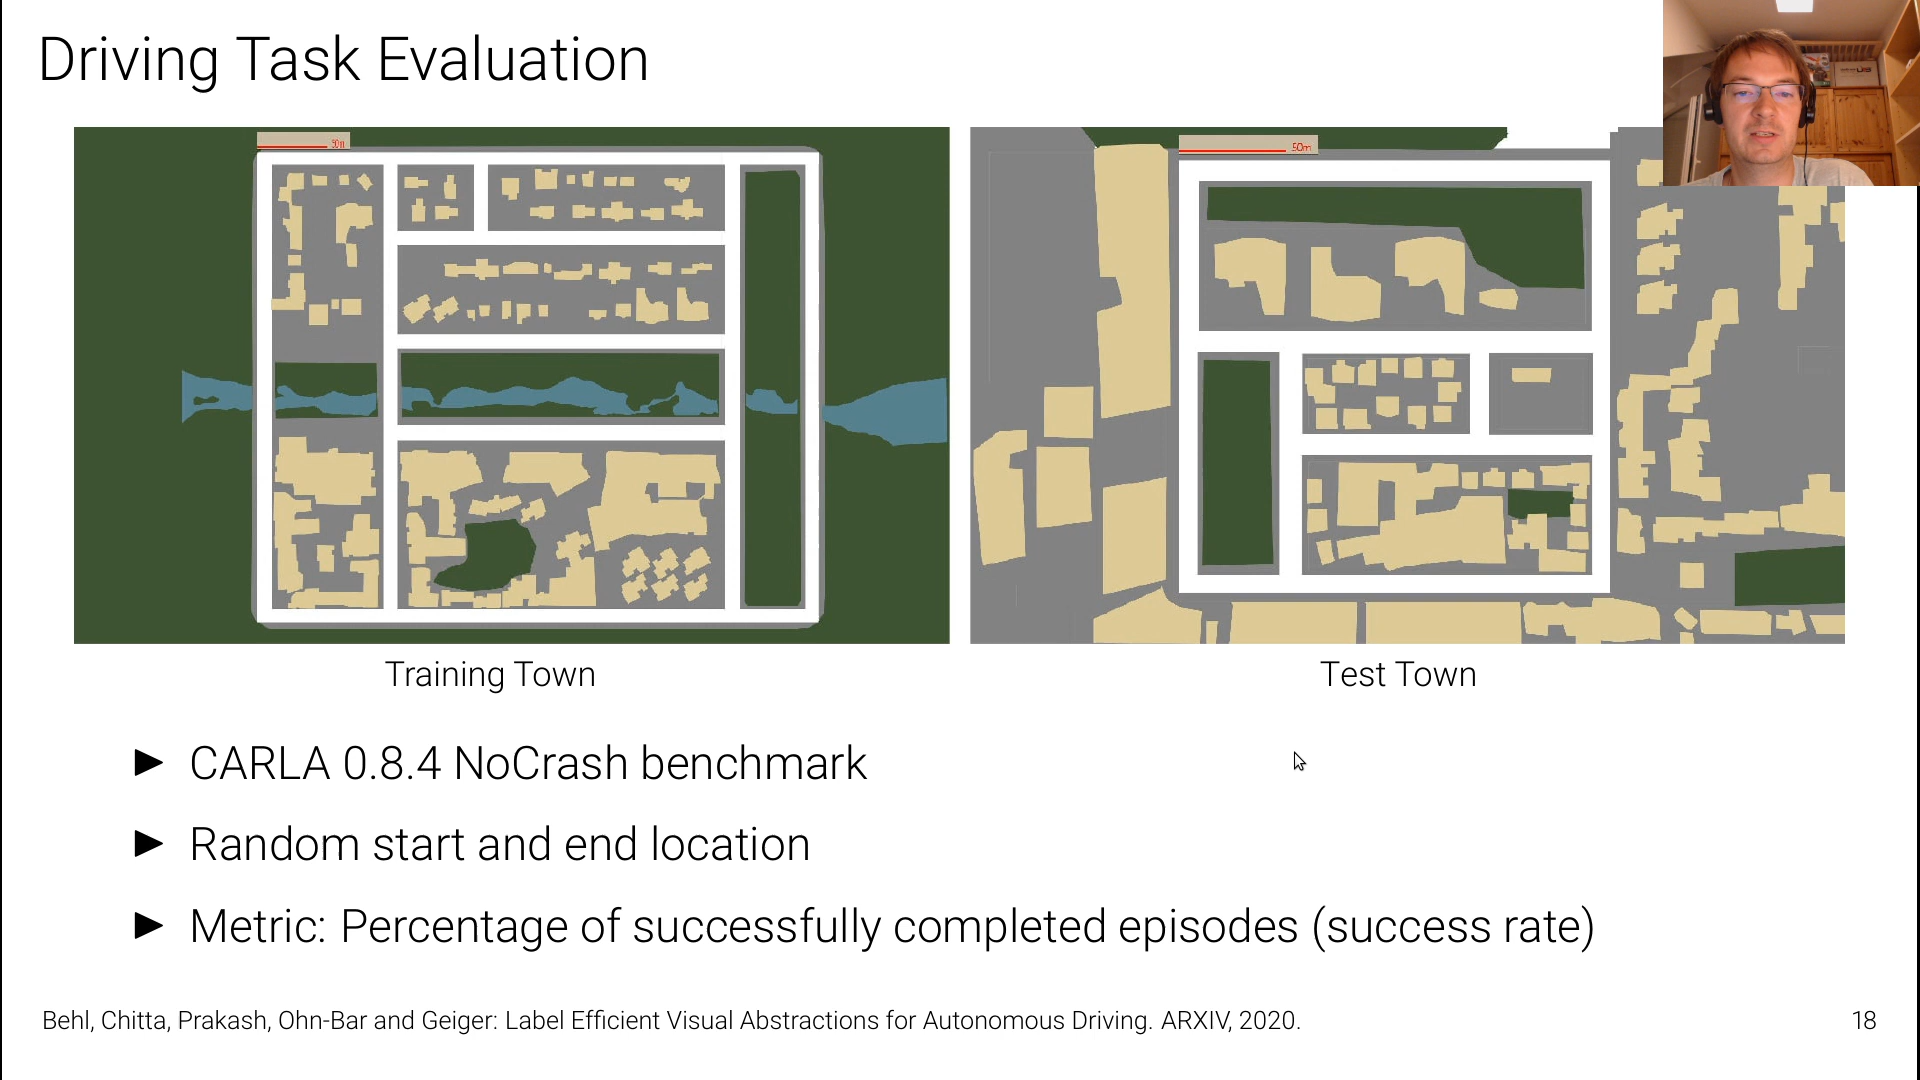 Driving Task Evaluation
50m
50m
Training Town
Test Town
CARLA 0.8.4 NoCrash benchmark
Random start and end location
Metric: Percentage of successfully completed episodes (success rate)
Behl, Chitta, Prakash, Ohn-Bar and Geiger: Label Efficient Visual Abstractions for Autonomous Driving. ARXIV, 2020.
18